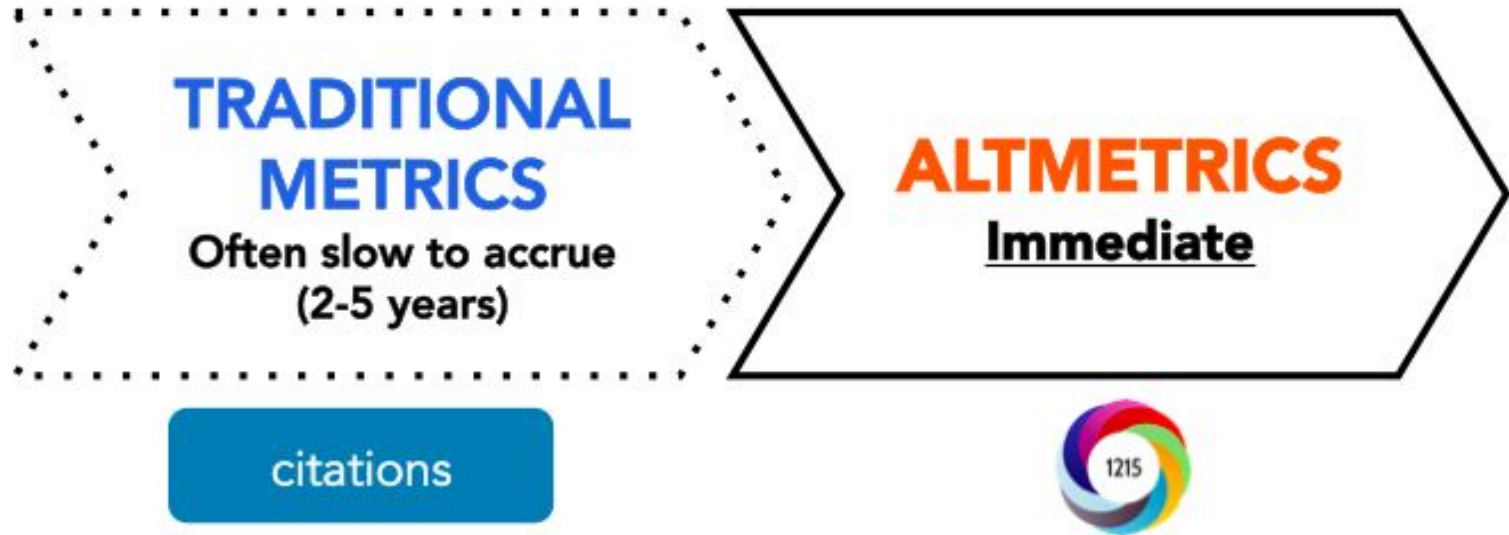 TRADITIONAL
METRICS
Often slow to accrue
(2-5 years)
citations
ALTMETRICS
Immediate
1215